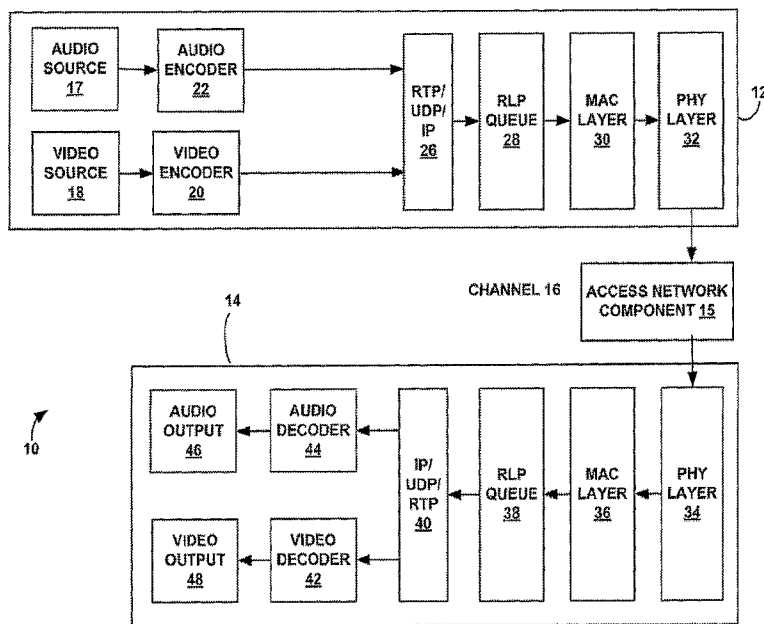 AUDIO
SOURCE
17
AUDIO
ENCODER
22
VIDEO
SOURCE
18
VIDEO
ENCODER
20
RTP/
UDP/
IP
26
RLP
QUEUE
28
MAC
LAYER
30
PHY
LAYER
32
12
CHANNEL 16
ACCESS NETWORK
COMPONENT 15
14
10
AUDIO
OUTPUT
46
AUDIO
DECODER
44
VIDEO
OUTPUT
48
VIDEO
DECODER
42
IP/
UDP/
RTP
40
RLP
QUEUE
38
MAC
LAYER
36
PHY
LAYER
34